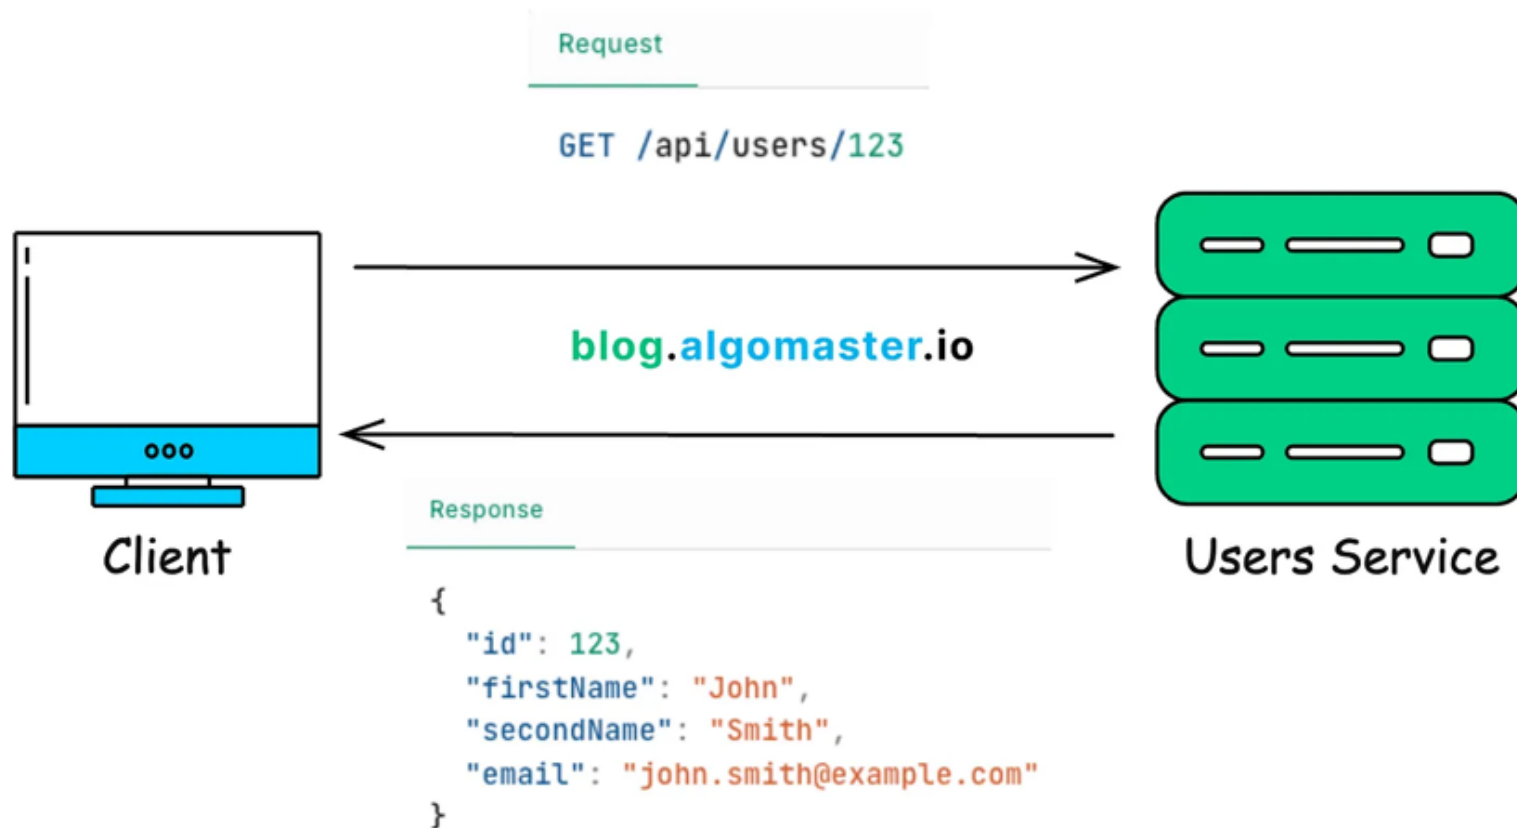 Request
GET /api/users/123
blog.algomaster.io
Client
Users Service
Response
{
"id": 123,
"firstName": "John",
"secondName": "Smith",
"email": "john.smith@example.com"
}